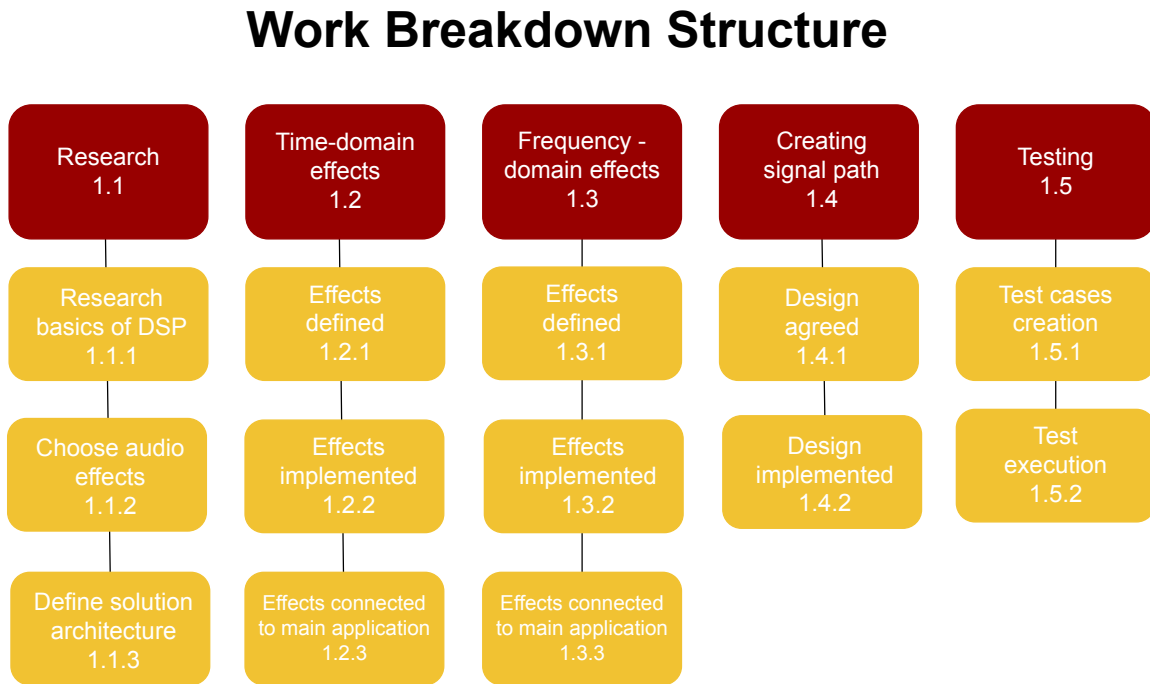 Work Breakdown Structure
Research
1.1
Time-domain
effects
1.2
Frequency -
domain effects
1.3
Creating
signal path
1.4
Testing
1.5
Research
basics of DSP
1.1.1
Effects
defined
1.2.1
Effects
defined
1.3.1
Design
agreed
1.4.1
Test cases
creation
1.5.1
Choose audio
effects
1.1.2
Effects
implemented
1.2.2
Effects
implemented
1.3.2
Design
implemented
1.4.2
Test
execution
1.5.2
Define solution
architecture
1.1.3
Effects connected
to main application
1.2.3
Effects connected
to main application
1.3.3